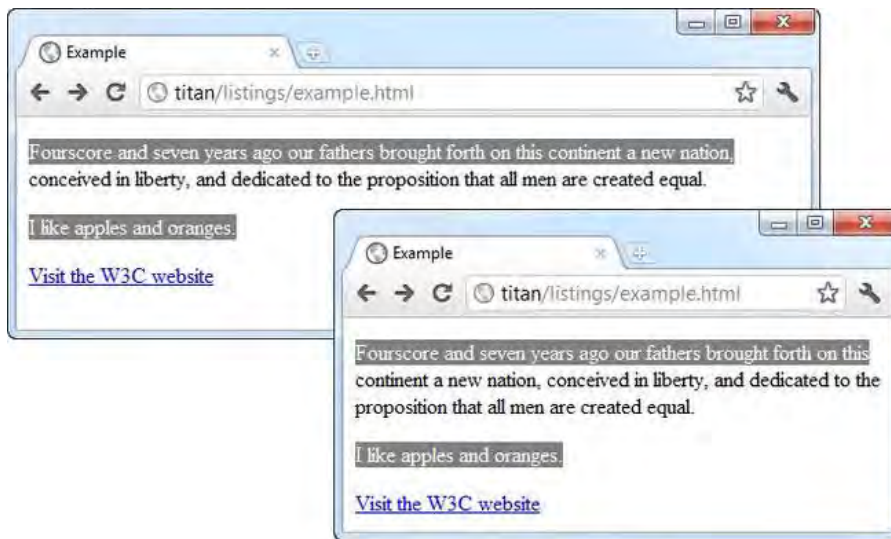 Example
titan/listings/example.html
Fourscore and seven years ago our fathers brought forth on this continent a new nation,
conceived in liberty, and dedicated to the proposition that all men are created equal.
I like apples and oranges.
Visit the W3C website
Example
titan/listings/example.html
Fourscore and seven years ago our fathers brought forth on this
continent a new nation, conceived in liberty, and dedicated to the
proposition that all men are created equal.
I like apples and oranges.
Visit the W3C website